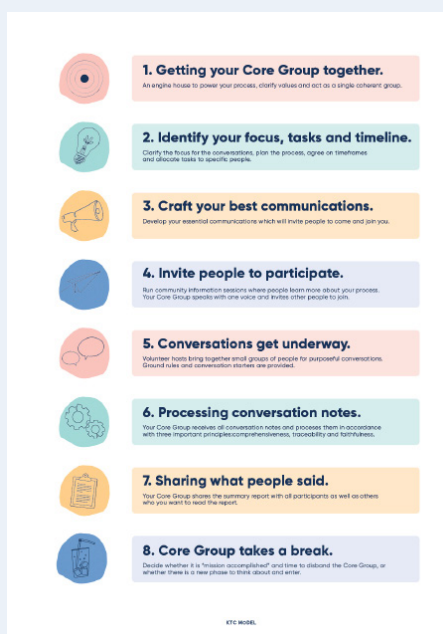 1. Getting your Core Group together.
An engine house to power your process, clarify values and act as a single coherent group.
2. Identify your focus, tasks and timeline.
Clarify the focus for the conversations, plan the process, agree on timeframes
and allocate tasks to specific people.
3. Craft your best communications.
Develop your essential communications which will invite people to come and join you.
4. Invite people to participate.
Run community information sessions where people learn more about your process.
Your Core Group speaks with one voice and invites other people to join.
5. Conversations get underway.
Volunteer hosts bring together small groups of people for purposeful conversations.
Ground rules and conversation starters are provided.
6. Processing conversation notes.
Your Core Group receives all conversation notes and proceses them in accordance
with three important principles:comprehensiveness, traceability and faithfulness.
7. Sharing what people said.
Your Core Group shares the summary report with all participants as well as others
who you want to read the report.
8. Core Group takes a break.
Decide whether it is "mission accomplished" and time to disband the Core Group, or
whether there is a new phase to think about and enter.
KTC MODEL